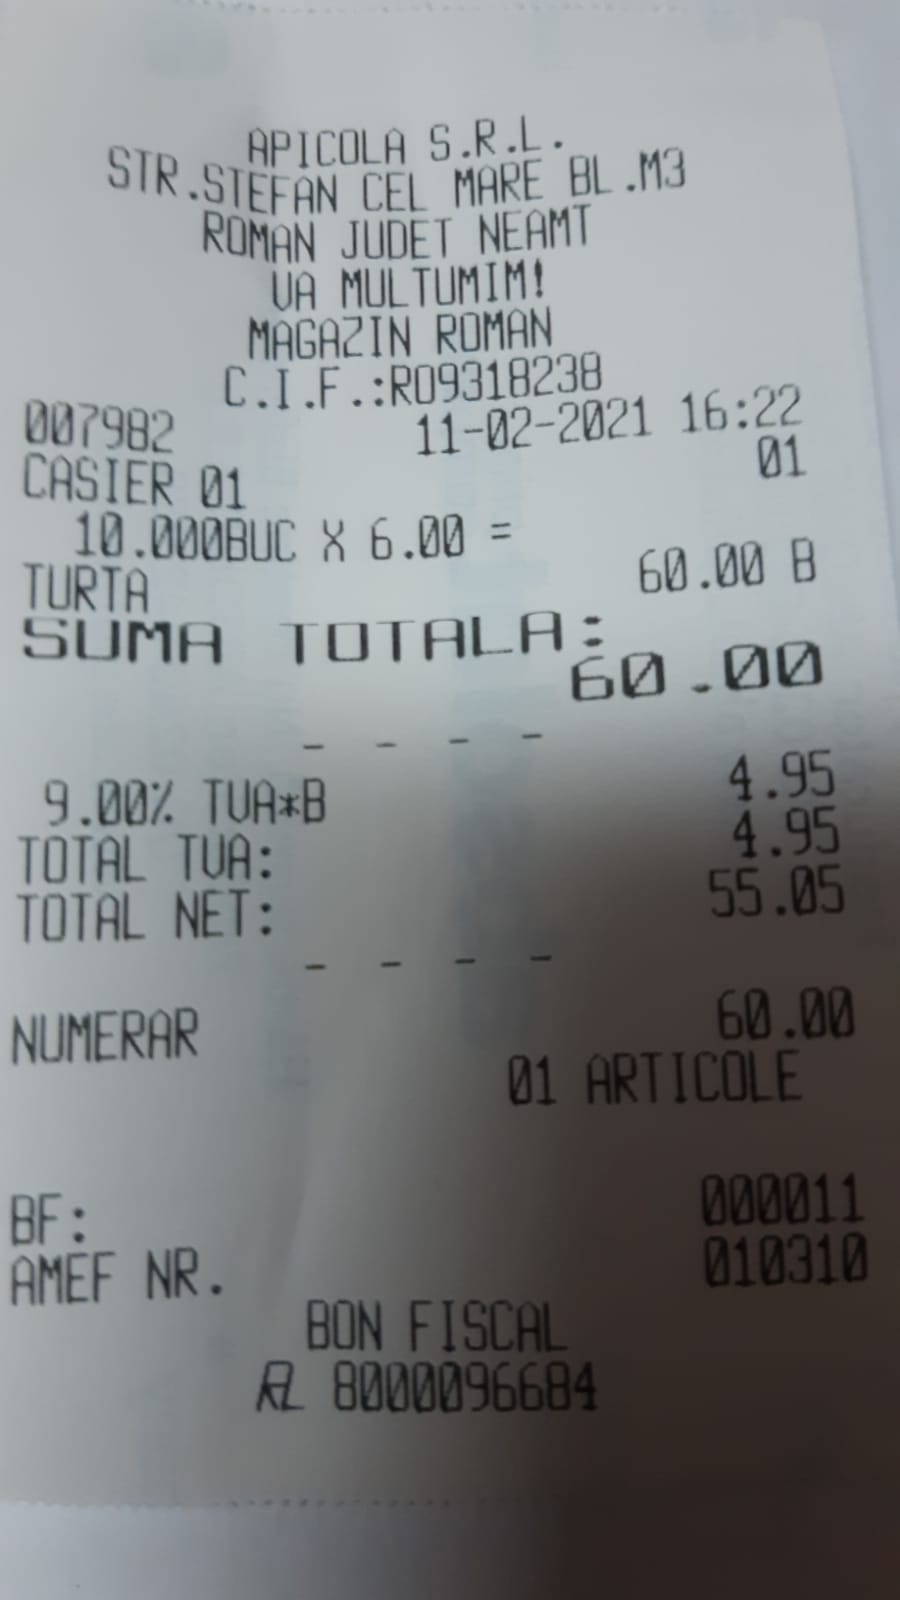 APICOLA S.R.L.
STR.STEFAN CEL MARE BL.M3
ROMAN JUDET NEAMT
VA MULTUMIM!
MAGAZIN ROMAN
C.I.F.:RO9318238
007982 11-02-2021 16:22
CASIER 01 01
10.000BUC X 6.00 =
TURTA 60.00 B
SUMA TOTALA:
60.00
- - - -
9.00% TVA*B 4.95
TOTAL TVA: 4.95
TOTAL NET: 55.05
- - - -
NUMERAR 60.00
01 ARTICOLE
BF: 000011
AMEF NR. 010310
BON FISCAL
8000096684